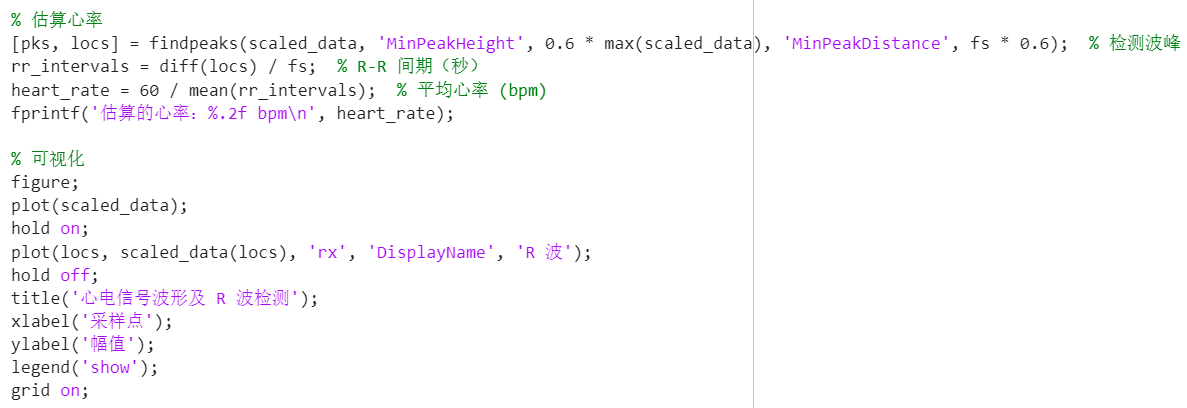 % 估算心率
[pks, locs] = findpeaks(scaled_data, 'MinPeakHeight', 0.6 * max(scaled_data), 'MinPeakDistance', fs * 0.6);  % 检测波峰
rr_intervals = diff(locs) / fs;  % R-R 间期（秒）
heart_rate = 60 / mean(rr_intervals);  % 平均心率 (bpm)
fprintf('估算的心率：%.2f bpm\n', heart_rate);

% 可视化
figure;
plot(scaled_data);
hold on;
plot(locs, scaled_data(locs), 'rx', 'DisplayName', 'R 波');
hold off;
title('心电信号波形及 R 波检测');
xlabel('采样点');
ylabel('幅值');
legend('show');
grid on;